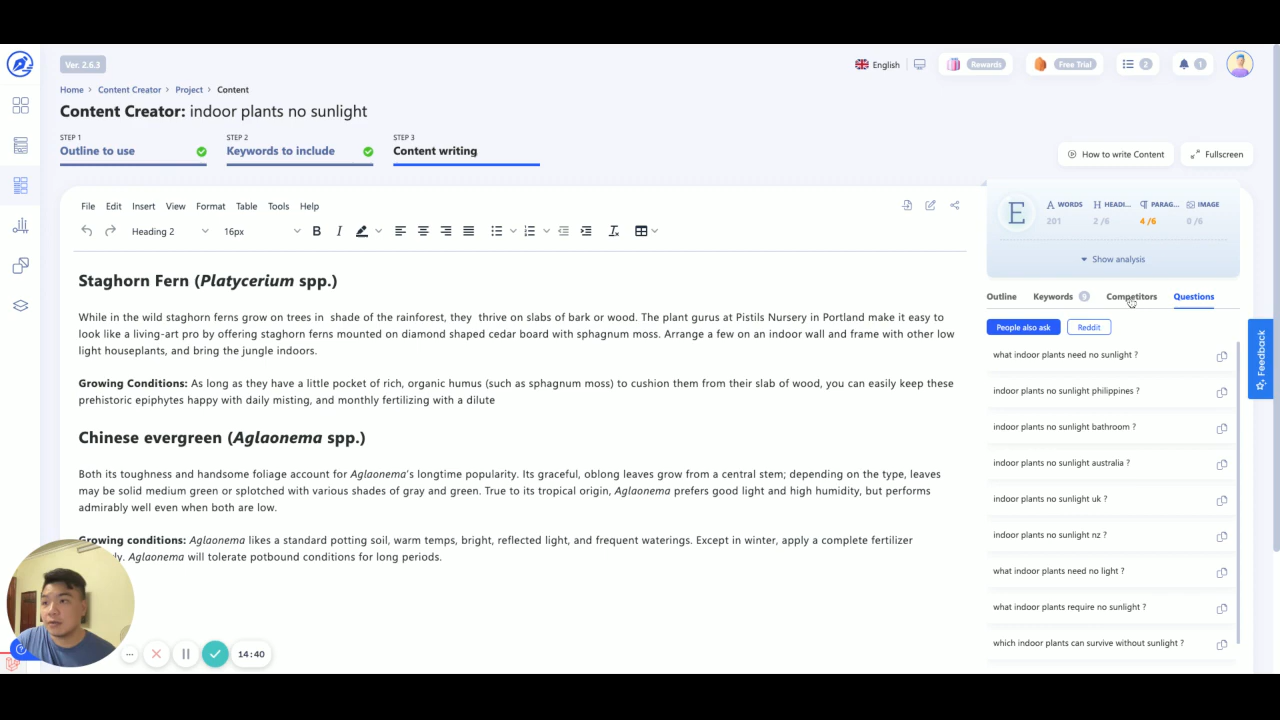 Ver. 2.6.3
English
Rewards
Free Trial
2
1
Home > Content Creator > Project > Content
Content Creator: indoor plants no sunlight
STEP 1
Outline to use
STEP 2
Keywords to include
STEP 3
Content writing
How to write Content
Fullscreen
File Edit Insert View Format Table Tools Help
Heading 2
16px
B I
E
WORDS
201
HEADI...
2 /6
PARAG...
4 /6
IMAGE
0 /6
Show analysis
Staghorn Fern (Platycerium spp.)
While in the wild staghorn ferns grow on trees in shade of the rainforest, they thrive on slabs of bark or wood. The plant gurus at Pistils Nursery in Portland make it easy to
look like a living-art pro by offering staghorn ferns mounted on diamond shaped cedar board with sphagnum moss. Arrange a few on an indoor wall and frame with other low
light houseplants, and bring the jungle indoors.
Growing Conditions: As long as they have a little pocket of rich, organic humus (such as sphagnum moss) to cushion them from their slab of wood, you can easily keep these
prehistoric epiphytes happy with daily misting, and monthly fertilizing with a dilute
Chinese evergreen (Aglaonema spp.)
Both its toughness and handsome foliage account for Aglaonema's longtime popularity. Its graceful, oblong leaves grow from a central stem; depending on the type, leaves
may be solid medium green or splotched with various shades of gray and green. True to its tropical origin, Aglaonema prefers good light and high humidity, but performs
admirably well even when both are low.
Growing conditions: Aglaonema likes a standard potting soil, warm temps, bright, reflected light, and frequent waterings. Except in winter, apply a complete fertilizer
Aglaonema will tolerate potbound conditions for long periods.
Outline
Keywords
Competitors
Questions
People also ask
Reddit
what indoor plants need no sunlight ?
indoor plants no sunlight philippines ?
indoor plants no sunlight bathroom ?
indoor plants no sunlight australia ?
indoor plants no sunlight uk ?
indoor plants no sunlight nz ?
what indoor plants need no light ?
what indoor plants require no sunlight ?
which indoor plants can survive without sunlight ?
Feedback
14:40